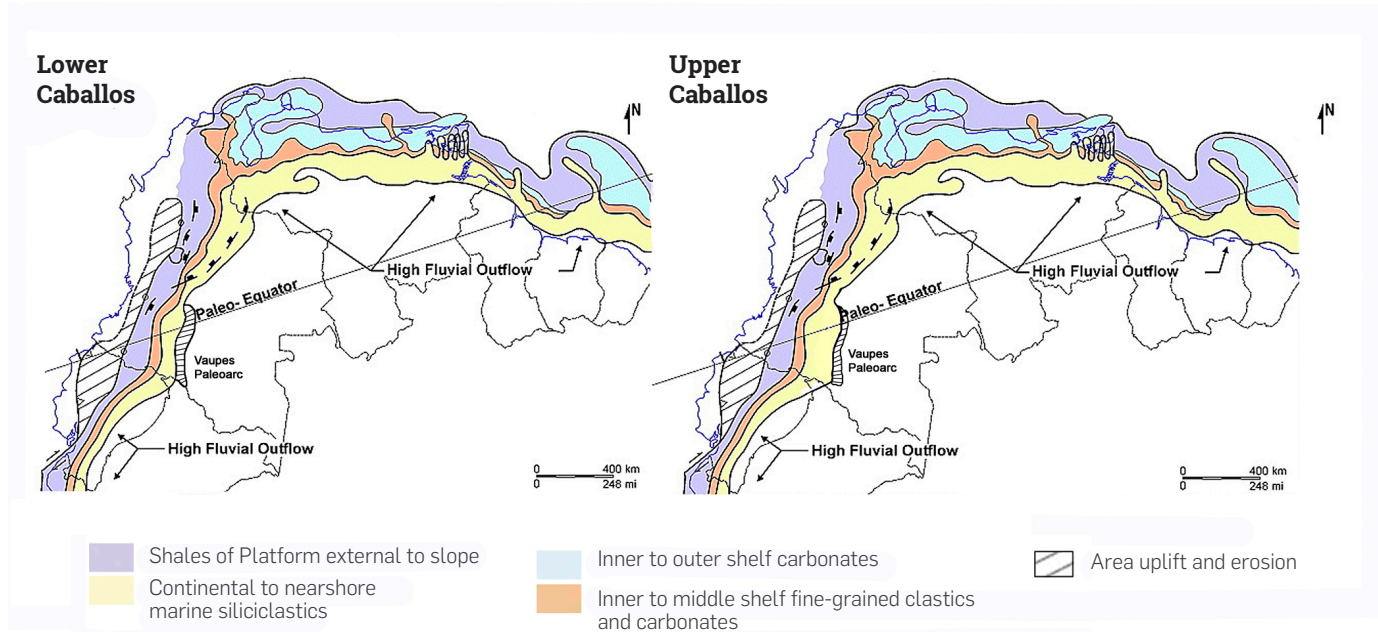 Lower
Caballos
N
High Fluvial Outflow
Paleo- Equator
Vaupes
Paleoarc
High Fluvial Outflow
0 400 km
0 248 mi
Upper
Caballos
N
High Fluvial Outflow
Paleo- Equator
Vaupes
Paleoarc
High Fluvial Outflow
0 400 km
0 248 mi
Shales of Platform external to slope
Continental to nearshore
marine siliciclastics
Inner to outer shelf carbonates
Inner to middle shelf fine-grained clastics
and carbonates
Area uplift and erosion